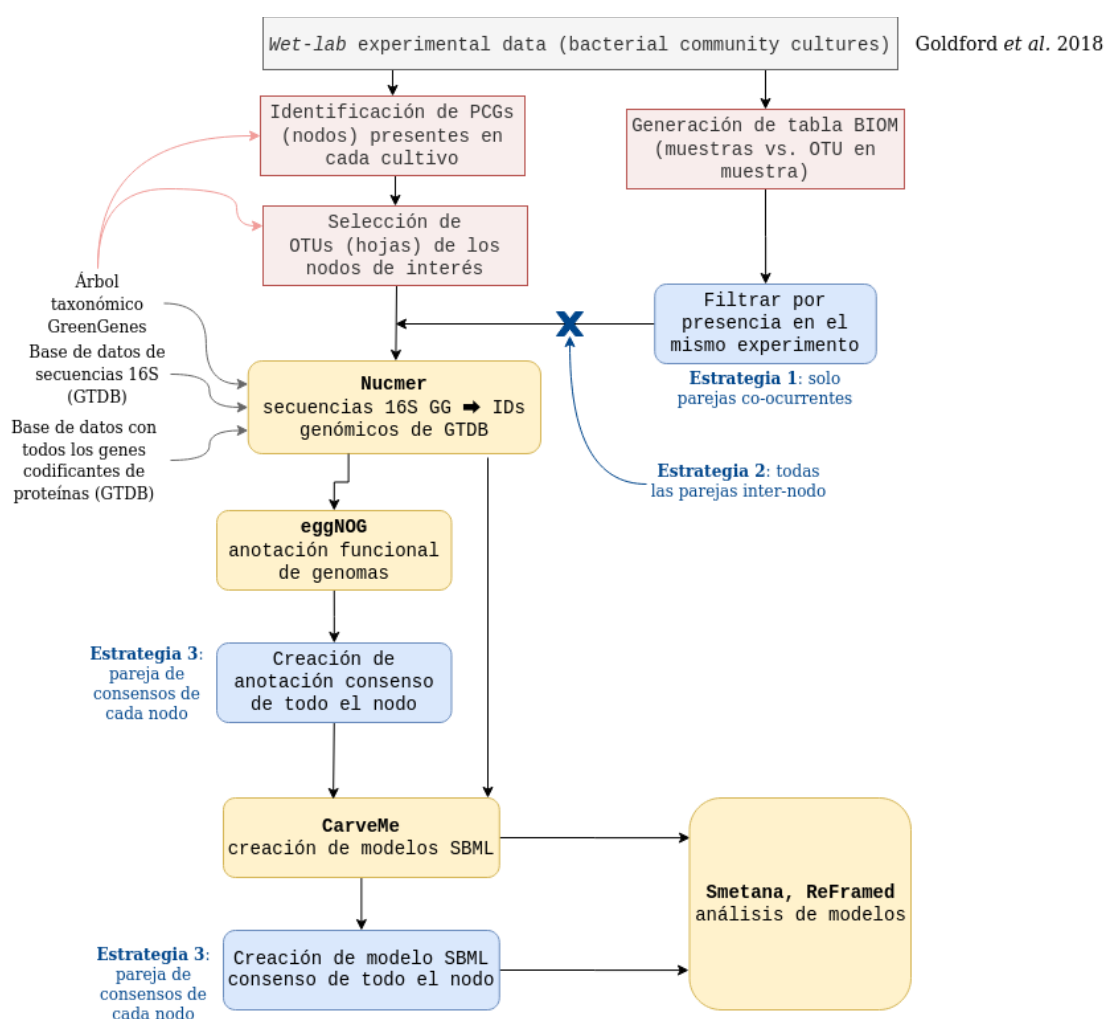 Wet-lab experimental data (bacterial community cultures)
Goldford et al. 2018
Identificación de PCGs
(nodos) presentes en
cada cultivo
Generación de tabla BIOM
(muestras vs. OTU en
muestra)
Selección de
OTUs (hojas) de los
nodos de interés
Árbol
taxonómico
GreenGenes
Base de datos de
secuencias 16S
(GTDB)
Base de datos con
todos los genes
codificantes de
proteínas (GTDB)
Filtrar por
presencia en el
mismo experimento
Estrategia 1: solo
parejas co-ocurrentes
Nucmer
secuencias 16S GG ➡ IDs
genómicos de GTDB
Estrategia 2: todas
las parejas inter-nodo
eggNOG
anotación funcional
de genomas
Estrategia 3:
pareja de
consensos de
cada nodo
Creación de
anotación consenso
de todo el nodo
CarveMe
creación de modelos SBML
Smetana, ReFramed
análisis de modelos
Estrategia 3:
pareja de
consensos de
cada nodo
Creación de modelo SBML
consenso de todo el nodo